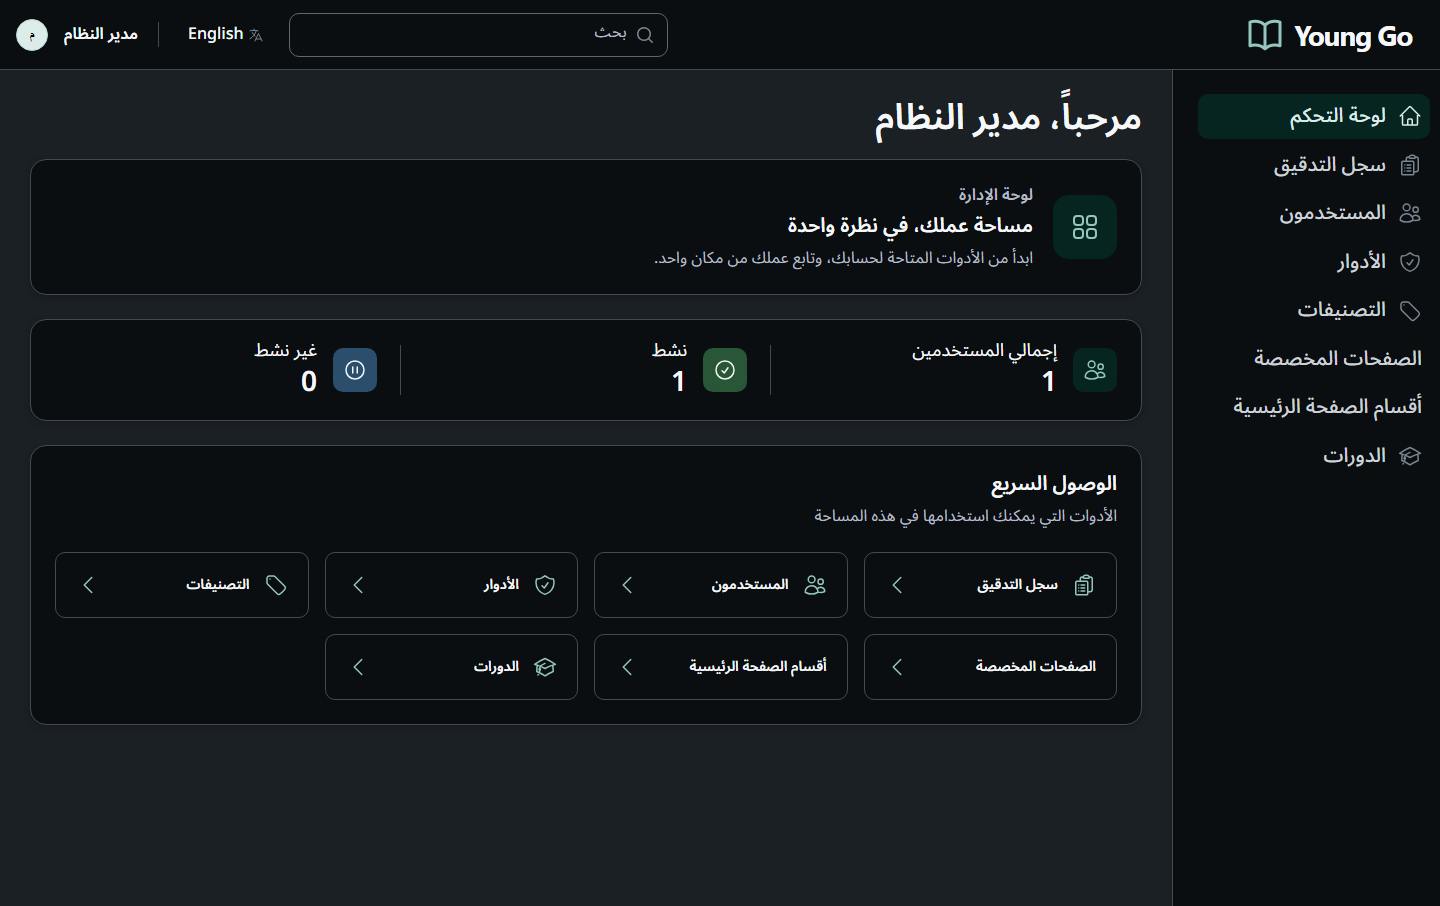 Young Go
بحث
English
مدير النظام
م
لوحة التحكم
سجل التدقيق
المستخدمون
الأدوار
التصنيفات
الصفحات المخصصة
أقسام الصفحة الرئيسية
الدورات
مرحباً، مدير النظام
لوحة الإدارة
مساحة عملك، في نظرة واحدة
ابدأ من الأدوات المتاحة لحسابك، وتابع عملك من مكان واحد.
إجمالي المستخدمين
1
نشط
1
غير نشط
0
الوصول السريع
الأدوات التي يمكنك استخدامها في هذه المساحة
سجل التدقيق
المستخدمون
الأدوار
التصنيفات
الصفحات المخصصة
أقسام الصفحة الرئيسية
الدورات